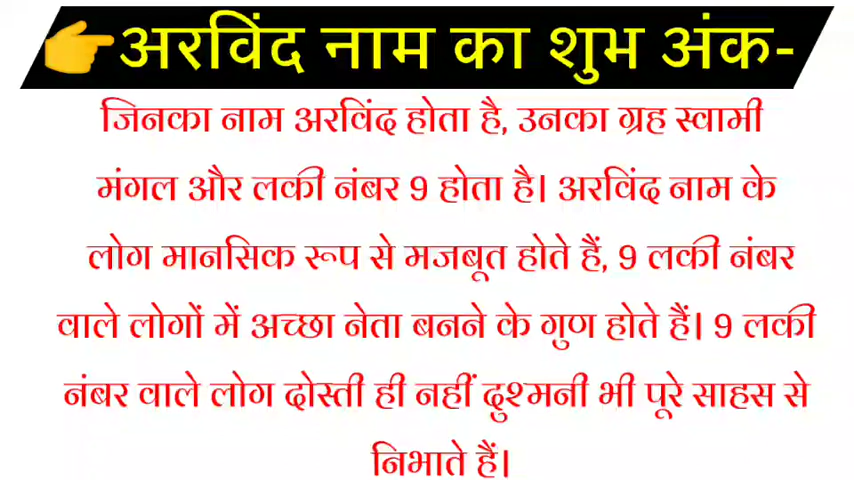 👉अरविंद नाम का शुभ अंक-
जिनका नाम अरविंद होता है, उनका ग्रह स्वामी
मंगल और लकी नंबर 9 होता है। अरविंद नाम के
लोग मानसिक रूप से मजबूत होते हैं, 9 लकी नंबर
वाले लोगों में अच्छा नेता बनने के गुण होते हैं। 9 लकी
नंबर वाले लोग दोस्ती ही नहीं दुश्मनी भी पूरे साहस से
निभाते हैं।